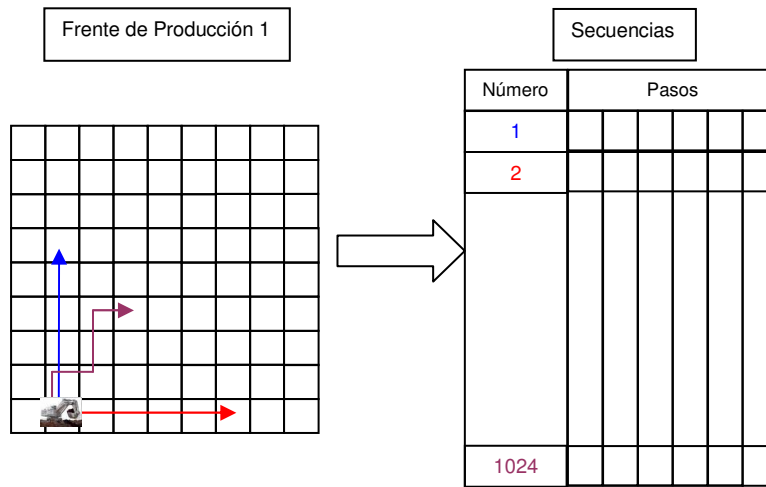 Frente de Producción 1
Secuencias
Número Pasos
1
2
1024